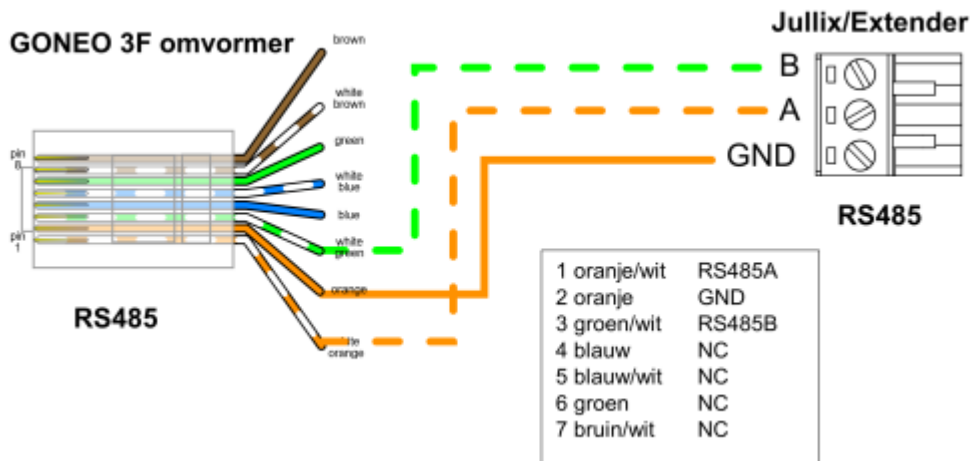 GONEO 3F omvormer
Jullix/Extender
brown
white
brown
green
white
blue
blue
white
green
orange
orange
pin
8
pin
1
RS485
B
A
GND
RS485
1 oranje/wit RS485A
2 oranje GND
3 groen/wit RS485B
4 blauw NC
5 blauw/wit NC
6 groen NC
7 bruin/wit NC